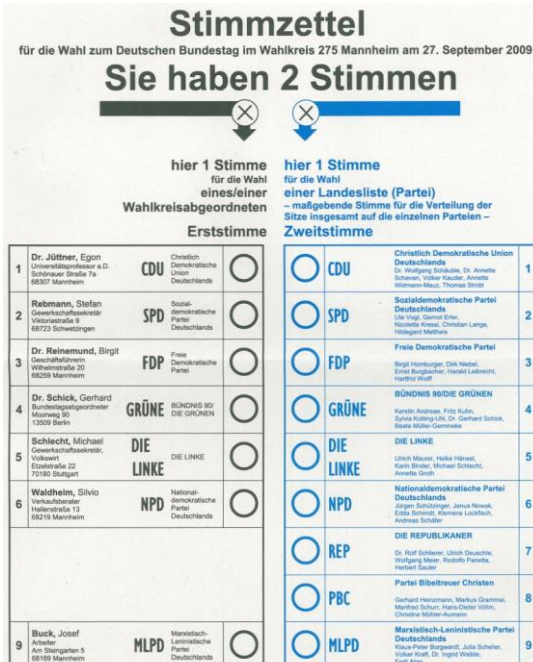 Stimmzettel
für die Wahl zum Deutschen Bundestag im Wahlkreis 275 Mannheim am 27. September 2009
Sie haben 2 Stimmen
hier 1 Stimme
für die Wahl
eines/einer
Wahlkreisabgeordneten
Erststimme
hier 1 Stimme
für die Wahl
einer Landesliste (Partei)
– maßgebende Stimme für die Verteilung der
Sitze insgesamt auf die einzelnen Parteien –
Zweitstimme
1
Dr. Jüttner, Egon
Universitätsprofessor a.D.
Schönauer Straße 7a
68307 Mannheim
CDU
Christlich
Demokratische
Union
Deutschlands
2
Rebmann, Stefan
Gewerkschaftssekretär
Viktoriastraße 9
68723 Schwetzingen
SPD
Sozial-
demokratische
Partei
Deutschlands
3
Dr. Reinemund, Birgit
Geschäftsführerin
Wilhelmstraße 20
68259 Mannheim
FDP
Freie
Demokratische
Partei
4
Dr. Schick, Gerhard
Bundestagsabgeordneter
Moorweg 90
13509 Berlin
GRÜNE
BÜNDNIS 90/
DIE GRÜNEN
5
Schlecht, Michael
Gewerkschaftssekretär,
Volkswirt
Etzelstraße 22
70180 Stuttgart
DIE
LINKE
DIE LINKE
6
Waldheim, Silvio
Verkaufsberater
Hallenstraße 13
68219 Mannheim
NPD
National-
demokratische
Partei
Deutschlands
9
Buck, Josef
Arbeiter
Am Steingarten 5
68169 Mannheim
MLPD
Marxistisch-
Leninistische
Partei
Deutschlands
CDU
Christlich Demokratische Union
Deutschlands
Dr. Wolfgang Schäuble, Dr. Annette
Schavan, Volker Kauder, Annette
Widmann-Mauz, Thomas Strobl
1
SPD
Sozialdemokratische Partei
Deutschlands
Ute Vogt, Gernot Erler,
Nicolette Kressl, Christian Lange,
Hildegard Mattheis
2
FDP
Freie Demokratische Partei
Birgit Homburger, Dirk Niebel,
Ernst Burgbacher, Harald Leibrecht,
Hartfrid Wolff
3
GRÜNE
BÜNDNIS 90/DIE GRÜNEN
Kerstin Andreae, Fritz Kuhn,
Sylvia Kotting-Uhl, Dr. Gerhard Schick,
Beate Müller-Gemmeke
4
DIE
LINKE
DIE LINKE
Ulrich Maurer, Heike Hänsel,
Karin Binder, Michael Schlecht,
Annette Groth
5
NPD
Nationaldemokratische Partei
Deutschlands
Jürgen Schützinger, Janus Nowak,
Edda Schmidt, Klemens Lockfisch,
Andreas Schäfer
6
REP
DIE REPUBLIKANER
Dr. Rolf Schlierer, Ulrich Deuschle,
Wolfgang Meier, Rodolfo Panetta,
Herbert Sauter
7
PBC
Partei Bibeltreuer Christen
Gerhard Heinzmann, Markus Grammel,
Manfred Schurr, Hans-Dieter Völlm,
Christine Mühler-Aumann
8
MLPD
Marxistisch-Leninistische Partei
Deutschlands
Klaus-Peter Borgwardt, Julia Scheller,
Volker Kraft, Dr. Ingrid Weible,
9